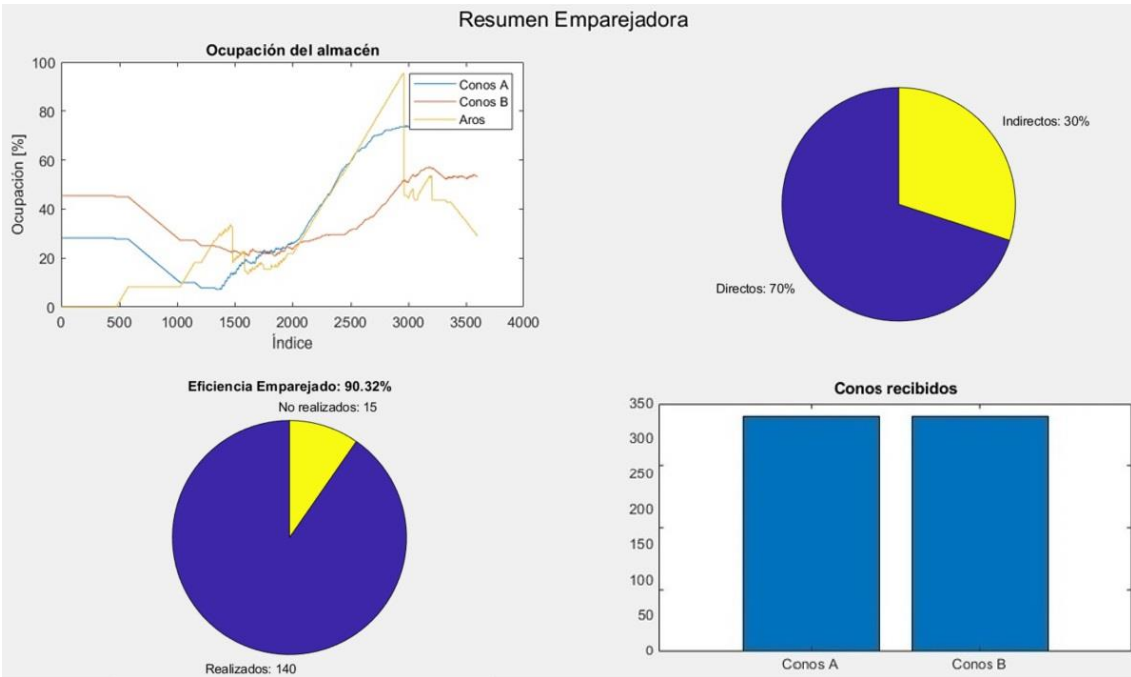 Resumen Emparejadora
Ocupación del almacén
Ocupación [%]
100
80
60
40
20
0
0 500 1000 1500 2000 2500 3000 3500 4000
Índice
Conos A
Conos B
Aros
Indirectos: 30%
Directos: 70%
Eficiencia Emparejado: 90.32%
No realizados: 15
Realizados: 140
Conos recibidos
350
300
250
200
150
100
50
0
Conos A Conos B